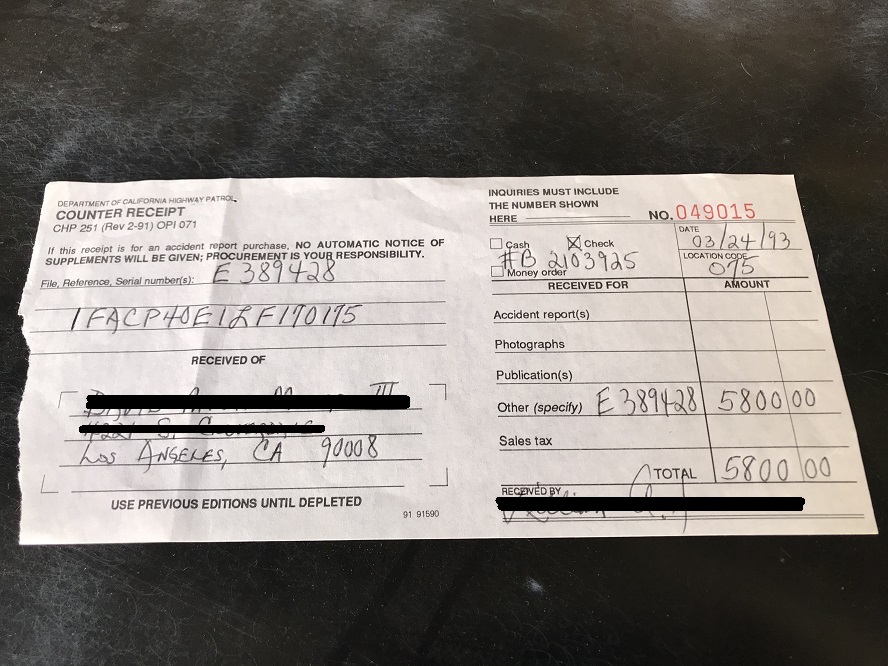 DEPARTMENT OF CALIFORNIA HIGHWAY PATROL
COUNTER RECEIPT
CHP 251 (Rev 2-91) OPI 071
If this receipt is for an accident report purchase, NO AUTOMATIC NOTICE OF
SUPPLEMENTS WILL BE GIVEN; PROCUREMENT IS YOUR RESPONSIBILITY.
File, Reference, Serial number(s): E 389428
1FACP40E1LF170175
RECEIVED OF
III
LOS ANGELES, CA 90008
USE PREVIOUS EDITIONS UNTIL DEPLETED
91 91590
INQUIRIES MUST INCLUDE
THE NUMBER SHOWN
HERE NO. 049015
Cash Check
#B 2103925
Money order
DATE
03/24/93
LOCATION CODE
075
RECEIVED FOR AMOUNT
Accident report(s)
Photographs
Publication(s)
Other (specify) E 389428 5800 00
Sales tax
TOTAL 5800 00
RECEIVED BY